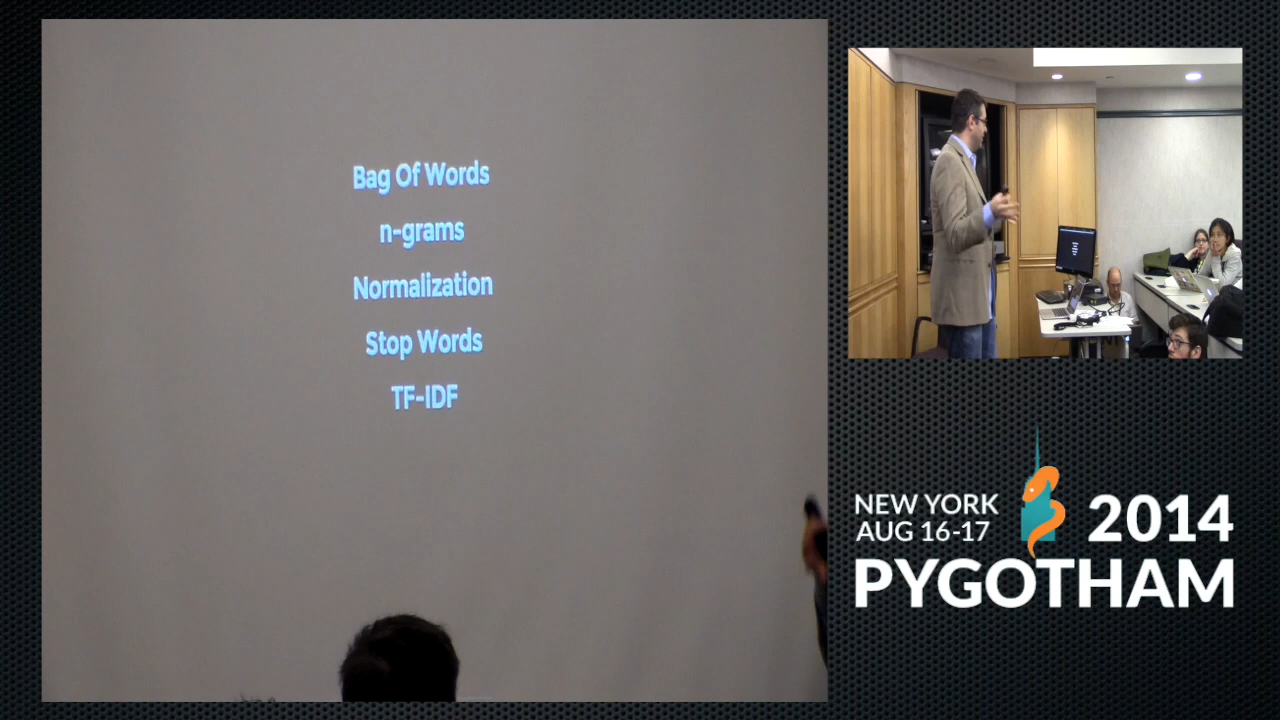 Bag Of Words
n-grams
Normalization
Stop Words
TF-IDF
NEW YORK
AUG 16-17
2014
PYGOTHAM